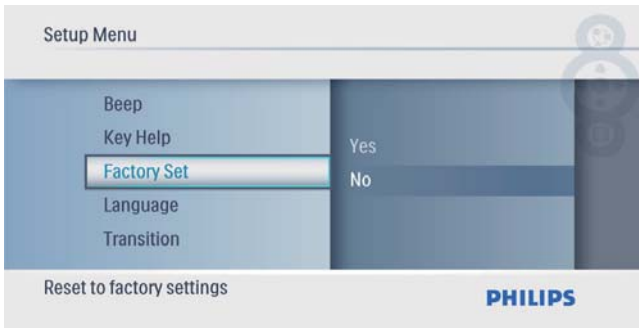 Setup Menu
Beep
Key Help
Factory Set
Language
Transition
Yes
No
Reset to factory settings
PHILIPS